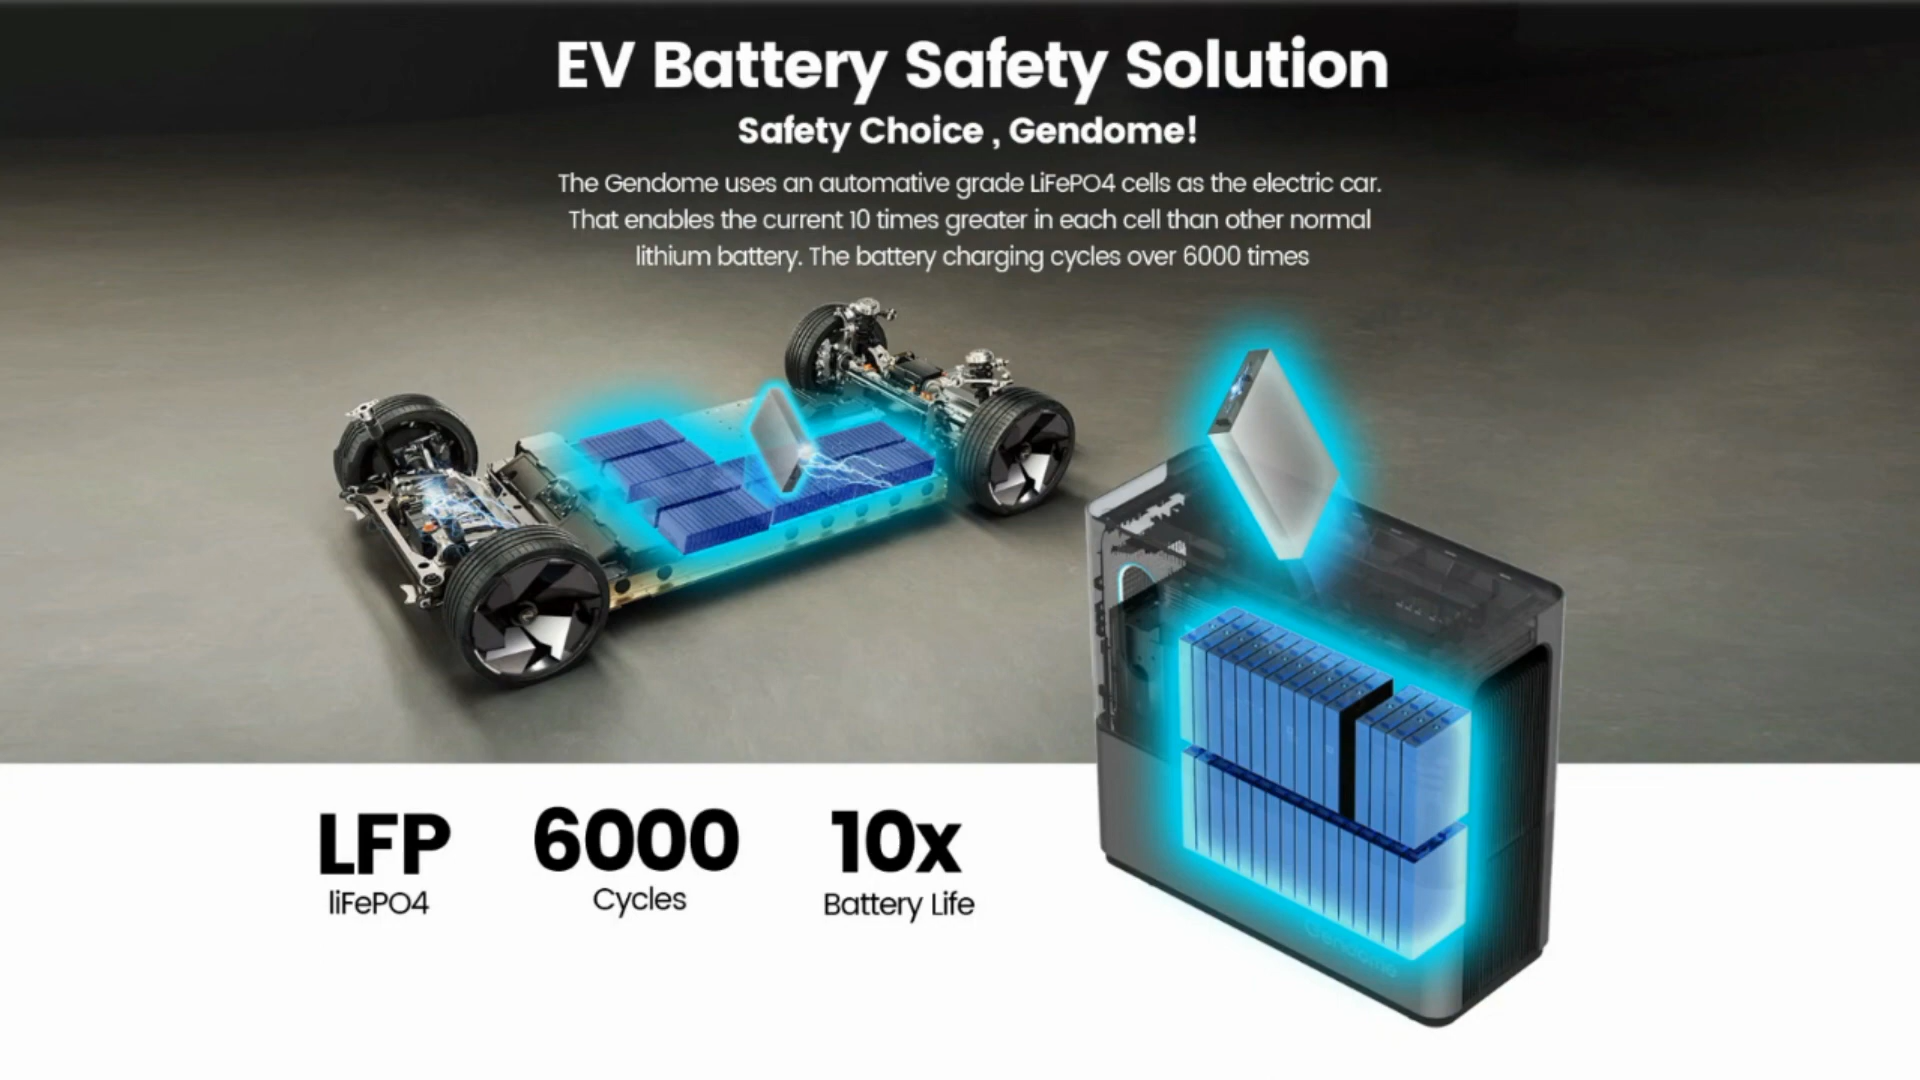 EV Battery Safety Solution
Safety Choice , Gendome!
The Gendome uses an automative grade LiFePO4 cells as the electric car.
That enables the current 10 times greater in each cell than other normal
lithium battery. The battery charging cycles over 6000 times
LFP
liFePO4
6000
Cycles
10x
Battery Life
Gendome